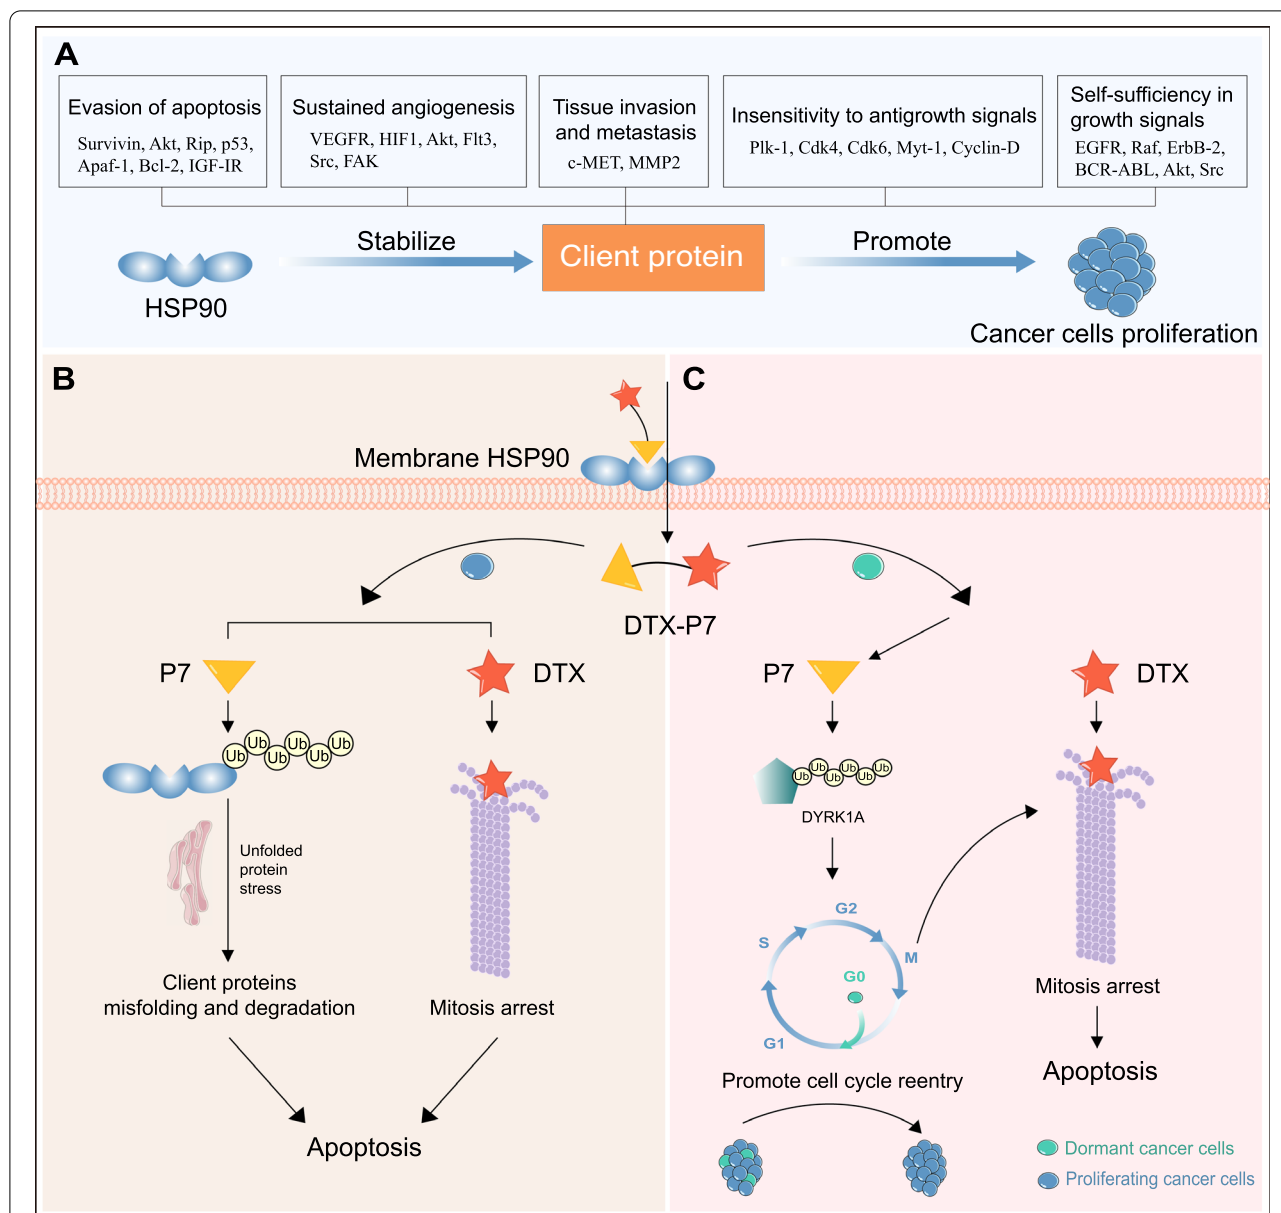 A
Evasion of apoptosis
Survivin, Akt, Rip, p53,
Apaf-1, Bcl-2, IGF-IR
Sustained angiogenesis
VEGFR, HIF1, Akt, Flt3,
Src, FAK
Tissue invasion
and metastasis
c-MET, MMP2
Insensitivity to antigrowth signals
Plk-1, Cdk4, Cdk6, Myt-1, Cyclin-D
Self-sufficiency in
growth signals
EGFR, Raf, ErbB-2,
BCR-ABL, Akt, Src
HSP90
Stabilize
Client protein
Promote
Cancer cells proliferation
B
Membrane HSP90
C
DTX-P7
P7
DTX
Ub Ub Ub Ub Ub Ub
Unfolded
protein
stress
Client proteins
misfolding and degradation
Mitosis arrest
Apoptosis
P7
DTX
Ub Ub Ub Ub Ub Ub
DYRK1A
G2
S
M
G0
G1
Promote cell cycle reentry
Mitosis arrest
Apoptosis
Dormant cancer cells
Proliferating cancer cells